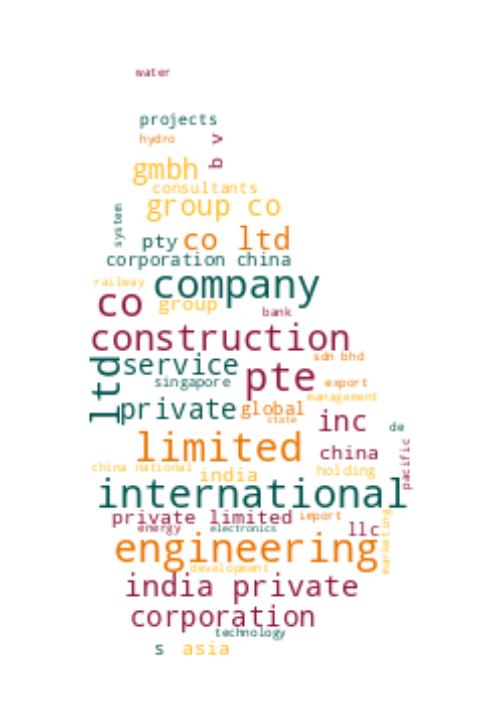 water
projects
hydro
b v
gmbh
consultants
group co
system
pty
co ltd
corporation china
railway
company
co
group
bank
construction
sdn bhd
ltd
service
singapore
pte
export
management
private
global
state
inc
de
limited
china
pacific
china national
india
holding
international
private limited
import
energy
electronics
llc
marketing
engineering
development
india private
corporation
technology
s
asia